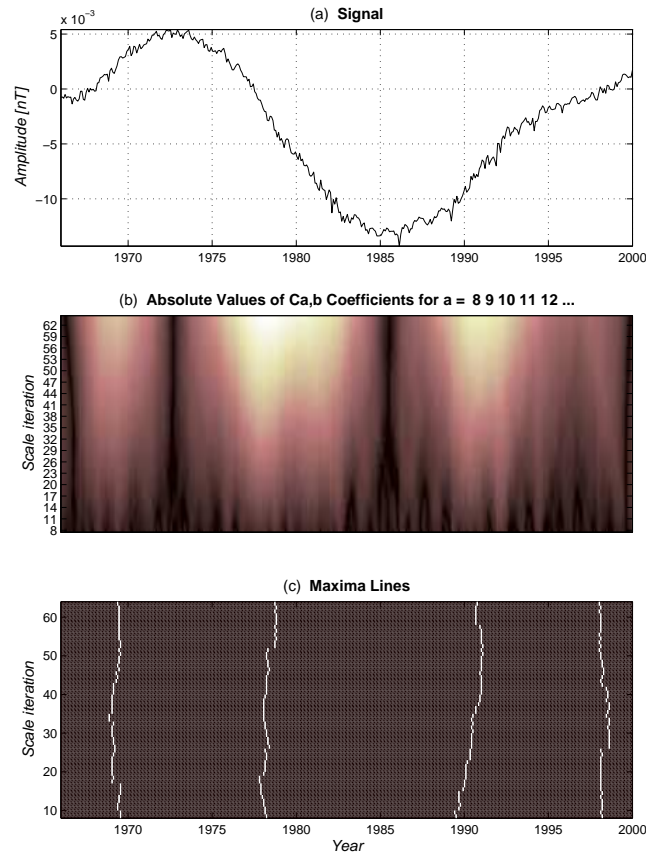 (a) Signal
x 10⁻³
5
0
−5
−10
Amplitude [nT]
1970 1975 1980 1985 1990 1995 2000
(b) Absolute Values of Ca,b Coefficients for a = 8 9 10 11 12 ...
62
59
56
53
50
47
44
41
38
35
32
29
26
23
20
17
14
11
8
Scale iteration
(c) Maxima Lines
60
50
40
30
20
10
Scale iteration
1970 1975 1980 1985 1990 1995 2000
Year